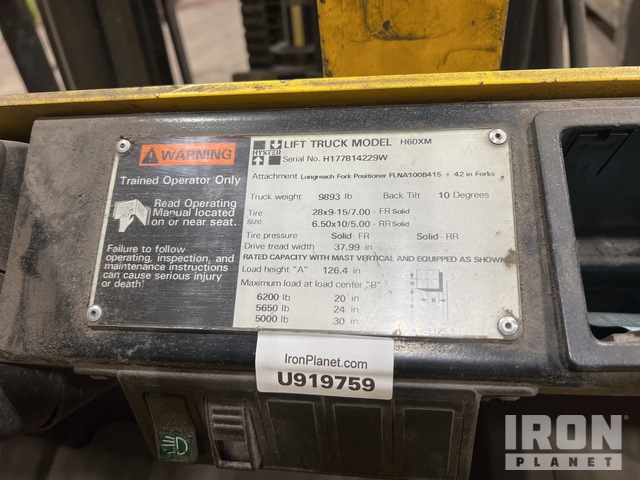 WARNING
Trained Operator Only
Read Operating
Manual located
on or near seat.
Failure to follow
operating, inspection, and
maintenance instructions
can cause serious injury
or death!
HYSTER
LIFT TRUCK MODEL H60XM
Serial No. H177B14229W
Attachment Longreach Fork Positioner FLNA100B415 + 42 in Forks
Truck weight 9893 lb Back Tilt 10 Degrees
Tire 28x9-15/7.00 - FR Solid
size 6.50x10/5.00 - RR Solid
Tire pressure Solid - FR Solid - RR
Drive tread width 37.99 in
RATED CAPACITY WITH MAST VERTICAL AND EQUIPPED AS SHOWN
Load height "A" 126.4 in
Maximum load at load center "B"
6200 lb 20 in
5650 lb 24 in
5000 lb 30 in
IronPlanet.com
U919759
IRON
PLANET